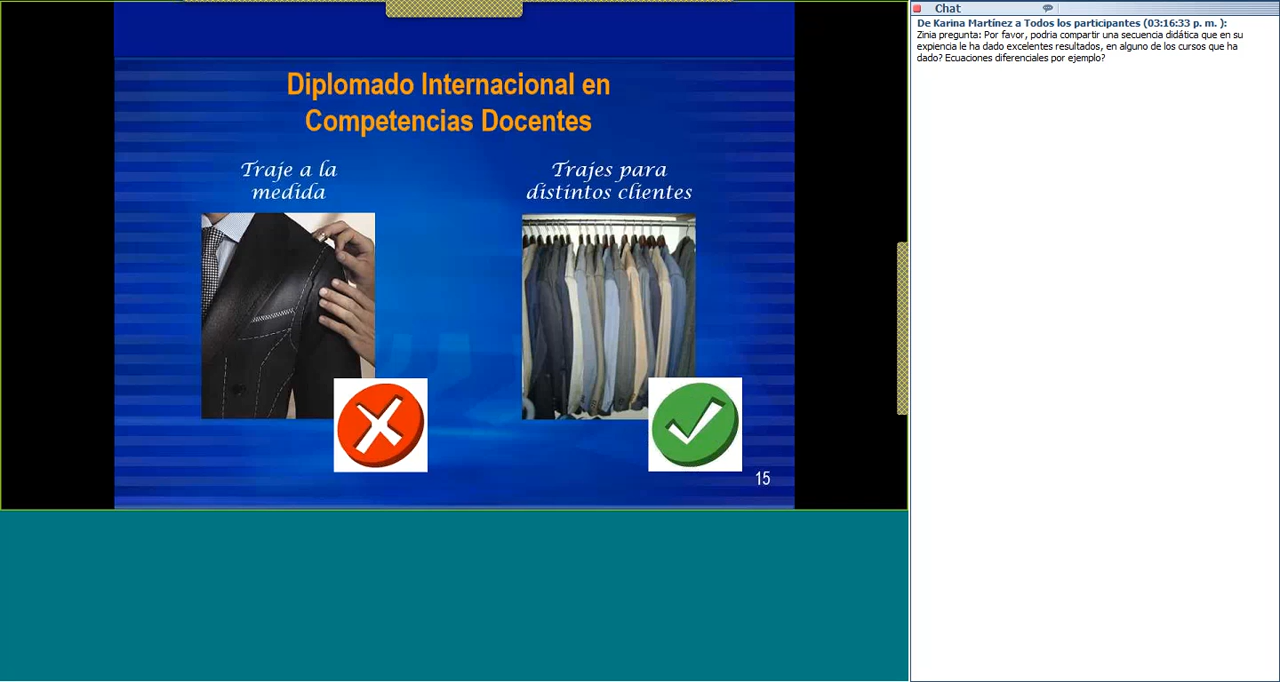 Diplomado Internacional en
Competencias Docentes
Traje a la
medida
Trajes para
distintos clientes
15
Chat
De Karina Martínez a Todos los participantes (03:16:33 p. m. ):
Zinia pregunta: Por favor, podria compartir una secuencia didática que en su
expiencia le ha dado excelentes resultados, en alguno de los cursos que ha
dado? Ecuaciones diferenciales por ejemplo?